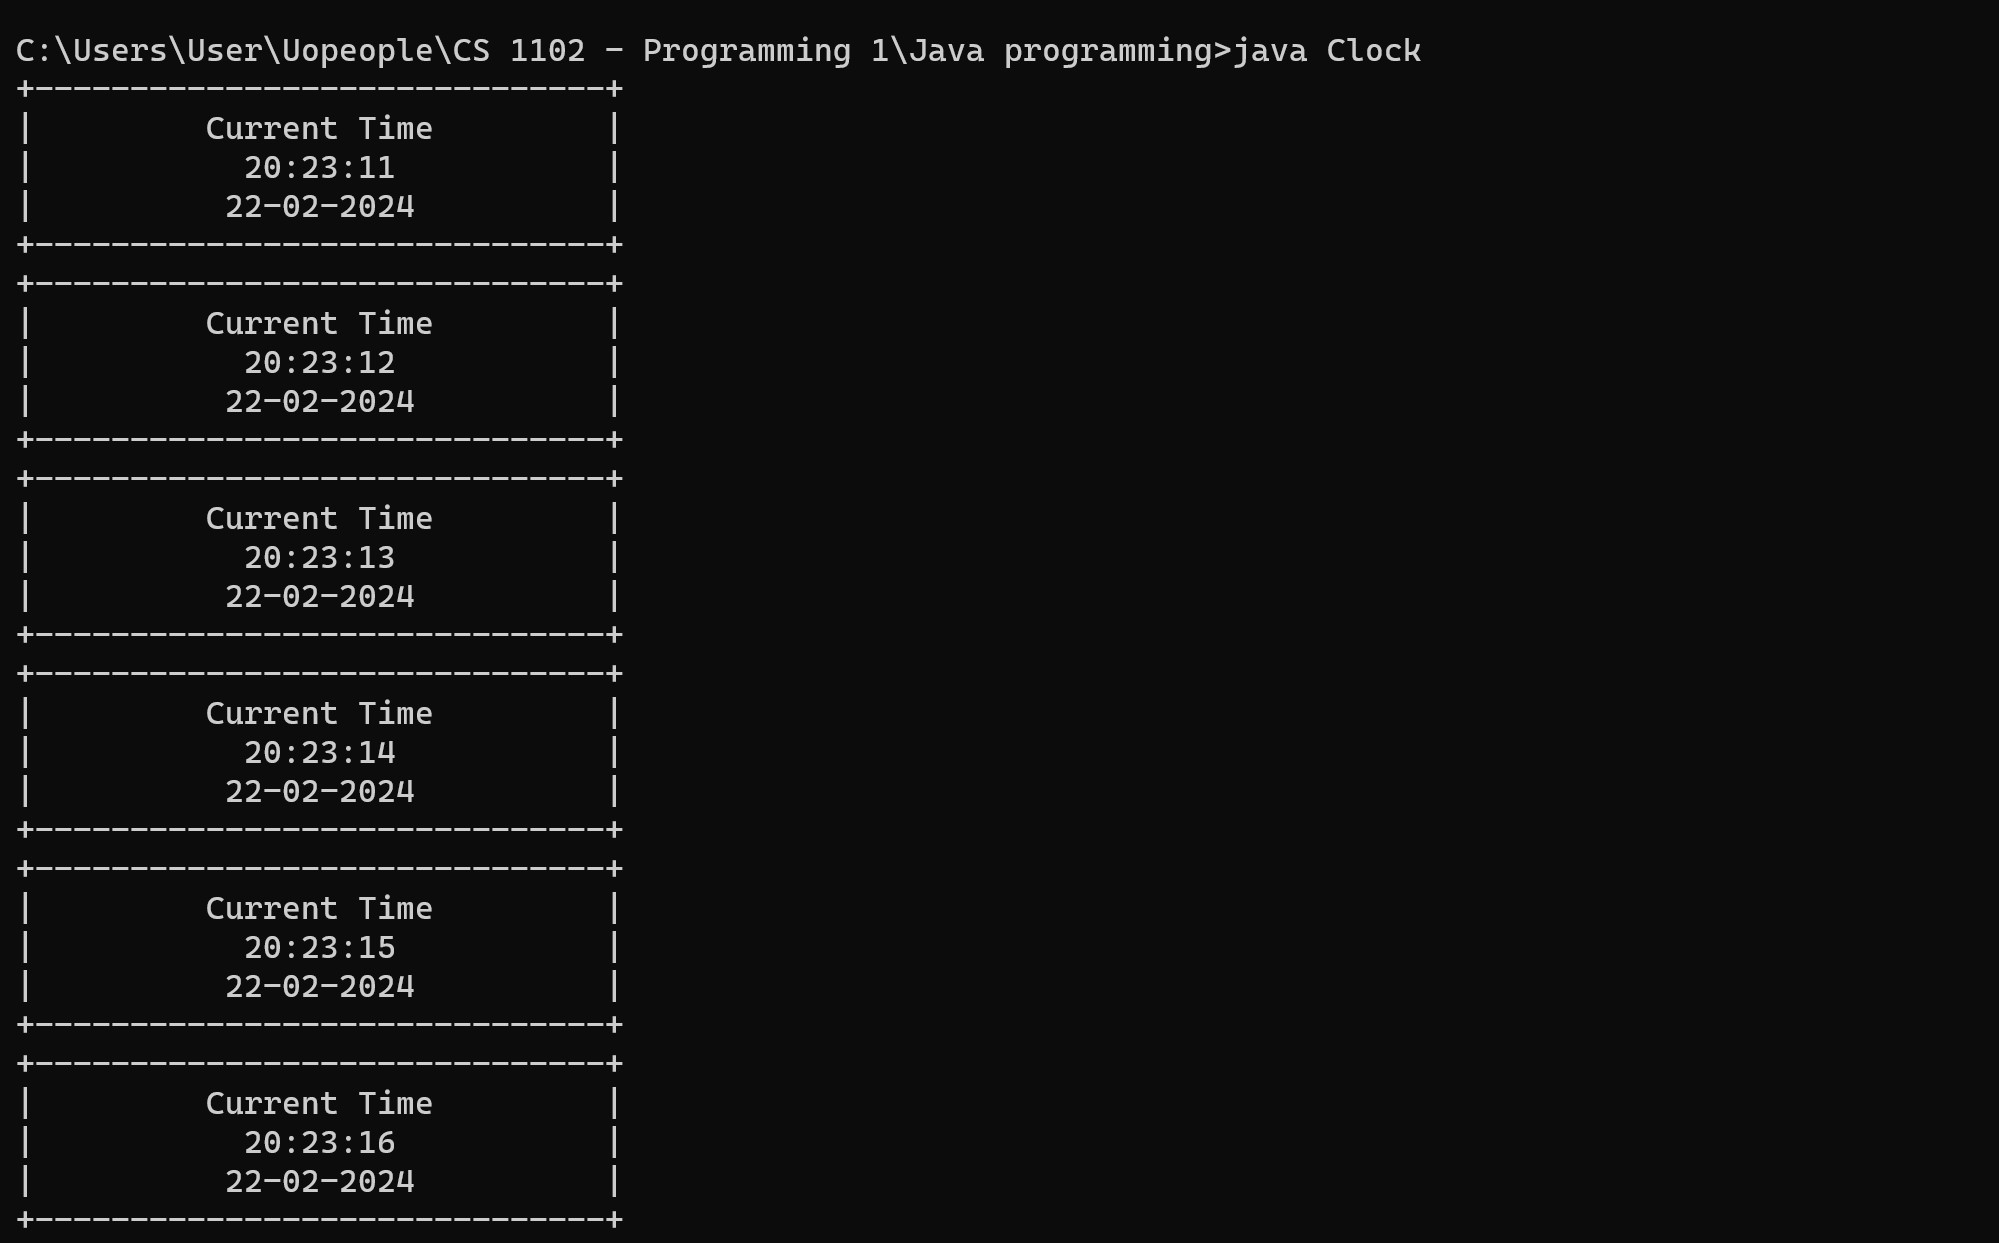 C:\Users\User\Uopeople\CS 1102 - Programming 1\Java programming>java Clock
+------------------------------+
|         Current Time         |
|           20:23:11           |
|          22-02-2024          |
+------------------------------+
+------------------------------+
|         Current Time         |
|           20:23:12           |
|          22-02-2024          |
+------------------------------+
+------------------------------+
|         Current Time         |
|           20:23:13           |
|          22-02-2024          |
+------------------------------+
+------------------------------+
|         Current Time         |
|           20:23:14           |
|          22-02-2024          |
+------------------------------+
+------------------------------+
|         Current Time         |
|           20:23:15           |
|          22-02-2024          |
+------------------------------+
+------------------------------+
|         Current Time         |
|           20:23:16           |
|          22-02-2024          |
+------------------------------+